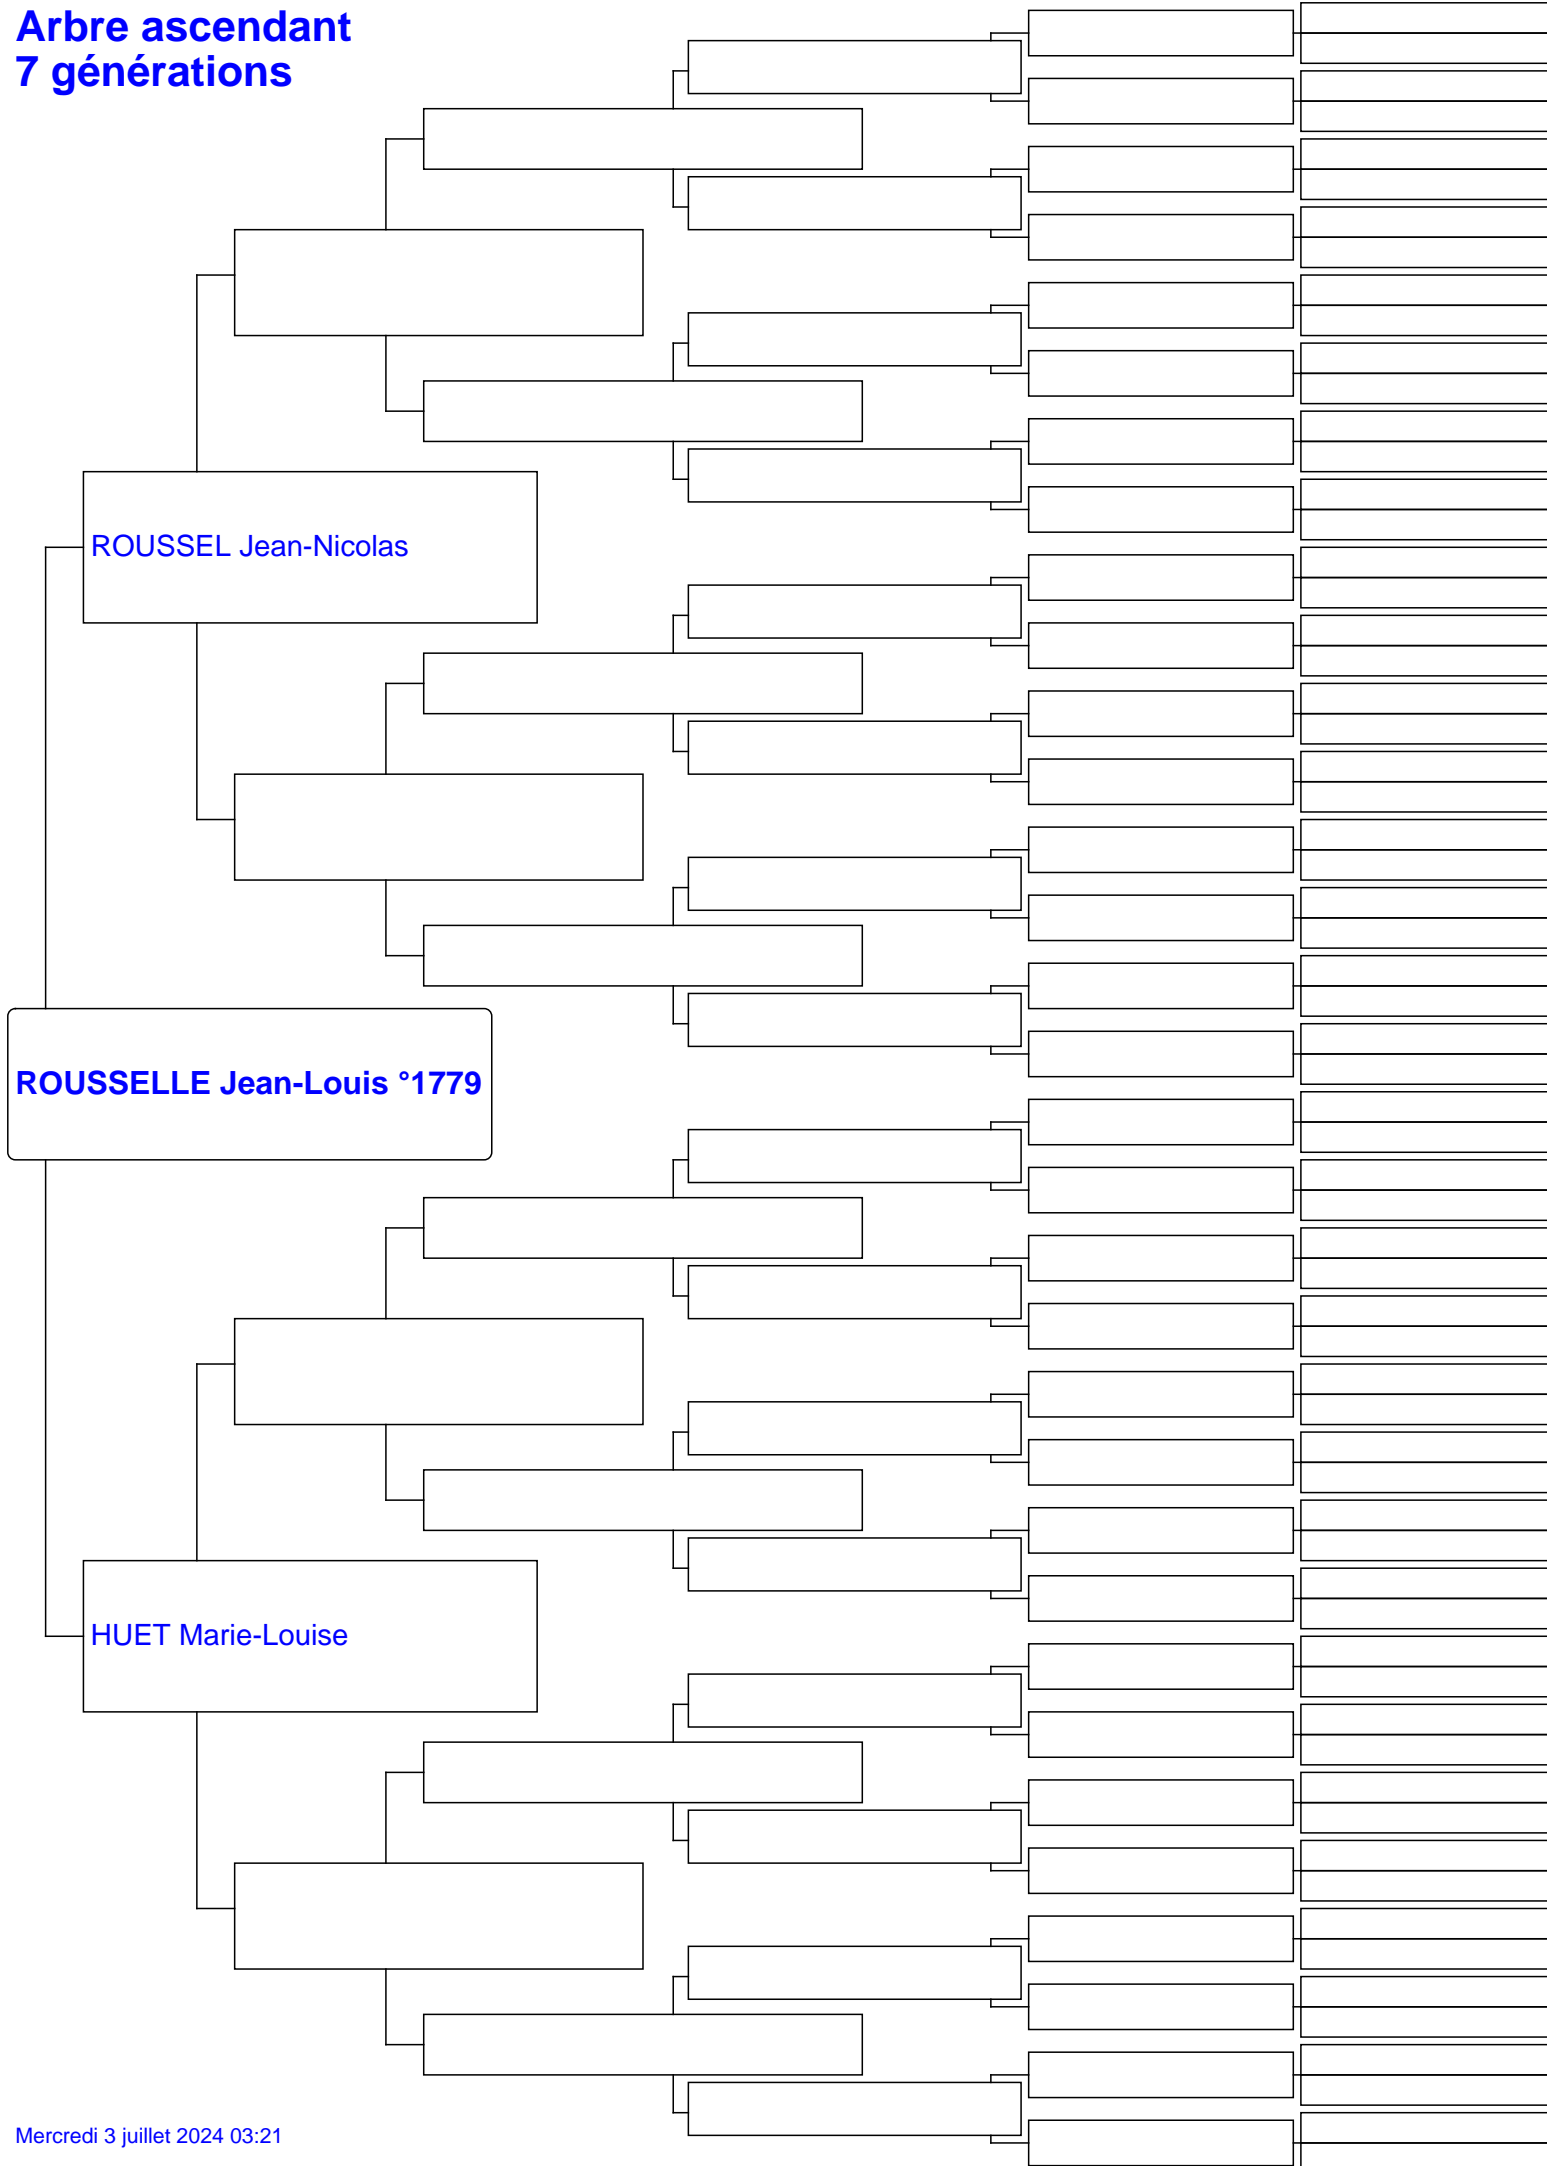 Arbre ascendant
7 générations
ROUSSEL Jean-Nicolas
ROUSSELLE Jean-Louis °1779
HUET Marie-Louise
Mercredi 3 juillet 2024 03:21